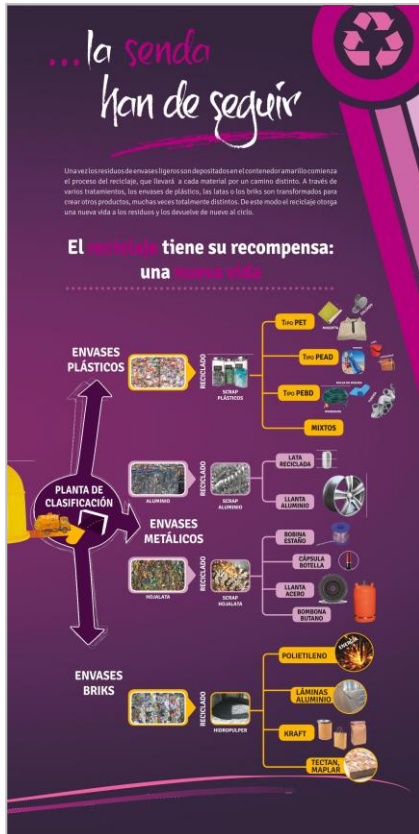 ...la senda
han de seguir
Una vez los residuos de envases ligeros son depositados en el contenedor amarillo comienza
el proceso del reciclaje, que llevará a cada material por un camino distinto. A través de
varios tratamientos, los envases de plástico, las latas o los briks son transformados para
crear otros productos, muchas veces totalmente distintos. De este modo el reciclaje otorga
una nueva vida a los residuos y los devuelve de nuevo al ciclo.
El reciclaje tiene su recompensa:
una nueva vida
ENVASES
PLÁSTICOS
RECICLADO
SCRAP
PLÁSTICOS
TIPO PET
TIPO PEAD
TIPO PEBD
MIXTOS
PLANTA DE
CLASIFICACIÓN
ENVASES
METÁLICOS
ALUMINIO
RECICLADO
SCRAP
ALUMINIO
LATA
RECICLADA
LLANTA
ALUMINIO
HOJALATA
RECICLADO
SCRAP
HOJALATA
BOBINA
ESTAÑO
CÁPSULA
BOTELLA
LLANTA
ACERO
BOMBONA
BUTANO
ENVASES
BRIKS
RECICLADO
HIDROPULPER
POLIETILENO
ENERGÍA
LÁMINAS
ALUMINIO
KRAFT
TECTAN,
MAPLAR